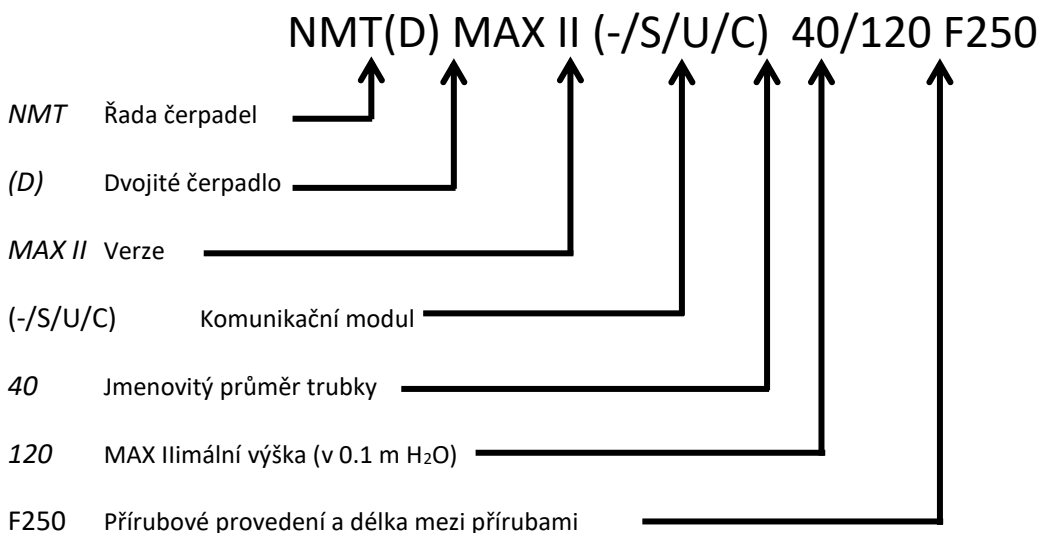 NMT(D) MAX II (-/S/U/C) 40/120 F250
NMT Řada čerpadel
(D) Dvojité čerpadlo
MAX II Verze
(-/S/U/C) Komunikační modul
40 Jmenovitý průměr trubky
120 MAX IIimální výška (v 0.1 m H₂O)
F250 Přírubové provedení a délka mezi přírubami